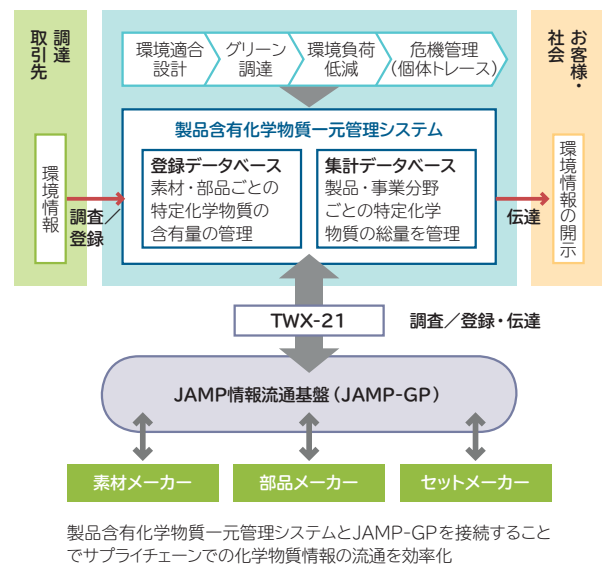 調達
取引先
環境適合
設計
グリーン
調達
環境負荷
低減
危機管理
(個体トレース)
お客様・
社会
製品含有化学物質一元管理システム
登録データベース
素材・部品ごとの
特定化学物質の
含有量の管理
集計データベース
製品・事業分野
ごとの特定化学
物質の総量を管理
環境情報
調査／
登録
伝達
環境情報の開示
TWX-21
調査／登録・伝達
JAMP情報流通基盤（JAMP-GP）
素材メーカー
部品メーカー
セットメーカー
製品含有化学物質一元管理システムとJAMP-GPを接続すること
でサプライチェーンでの化学物質情報の流通を効率化